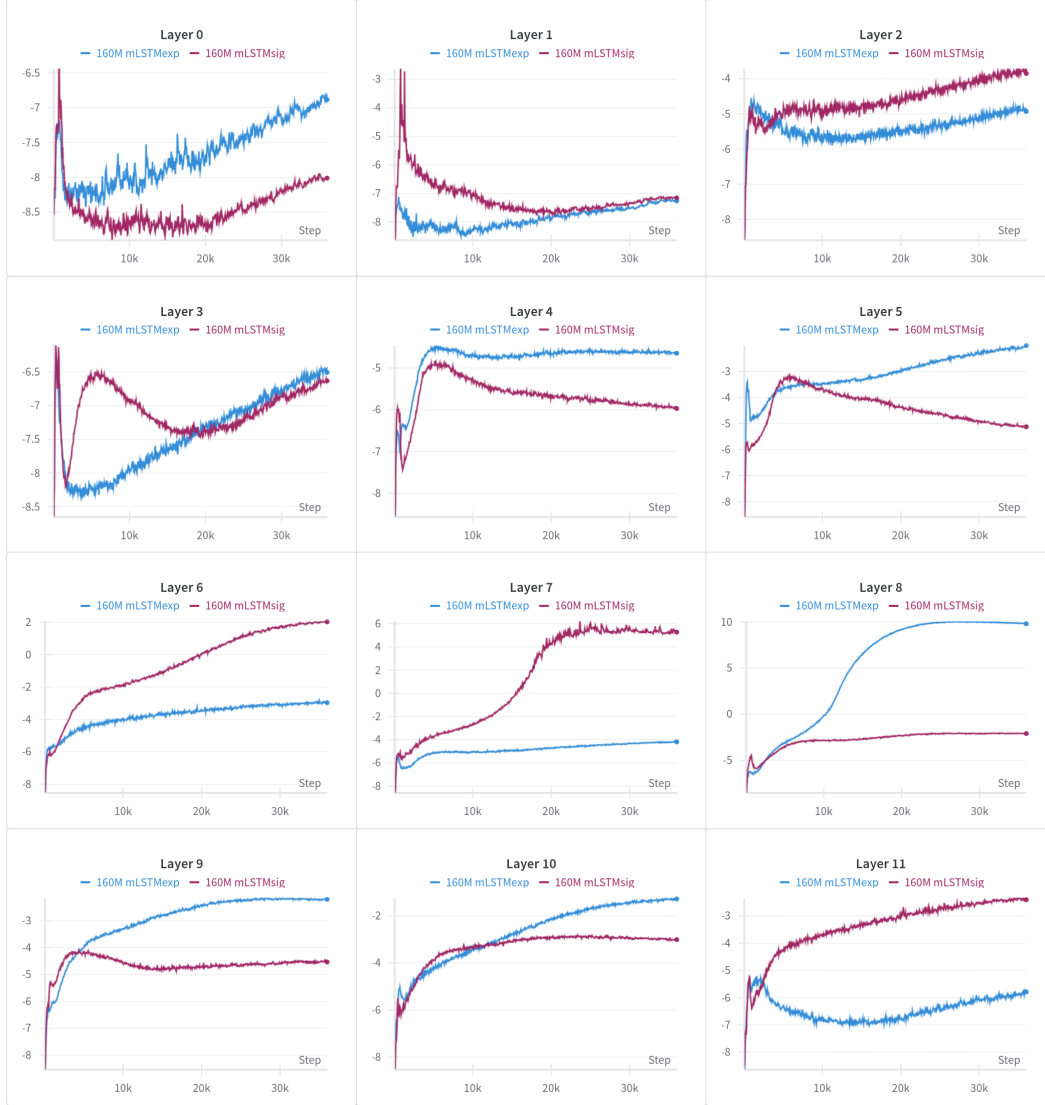 Layer 0
160M mLSTMexp 160M mLSTMsig
-6.5
-7
-7.5
-8
-8.5
Step
10k 20k 30k
Layer 1
160M mLSTMexp 160M mLSTMsig
-3
-4
-5
-6
-7
-8
Step
10k 20k 30k
Layer 2
160M mLSTMexp 160M mLSTMsig
-4
-5
-6
-7
-8
Step
10k 20k 30k
Layer 3
160M mLSTMexp 160M mLSTMsig
-6.5
-7
-7.5
-8
-8.5
Step
10k 20k 30k
Layer 4
160M mLSTMexp 160M mLSTMsig
-5
-6
-7
-8
Step
10k 20k 30k
Layer 5
160M mLSTMexp 160M mLSTMsig
-3
-4
-5
-6
-7
-8
Step
10k 20k 30k
Layer 6
160M mLSTMexp 160M mLSTMsig
2
0
-2
-4
-6
-8
Step
10k 20k 30k
Layer 7
160M mLSTMexp 160M mLSTMsig
6
4
2
0
-2
-4
-6
-8
Step
10k 20k 30k
Layer 8
160M mLSTMexp 160M mLSTMsig
10
5
0
-5
Step
10k 20k 30k
Layer 9
160M mLSTMexp 160M mLSTMsig
-3
-4
-5
-6
-7
-8
Step
10k 20k 30k
Layer 10
160M mLSTMexp 160M mLSTMsig
-2
-4
-6
-8
Step
10k 20k 30k
Layer 11
160M mLSTMexp 160M mLSTMsig
-3
-4
-5
-6
-7
-8
Step
10k 20k 30k